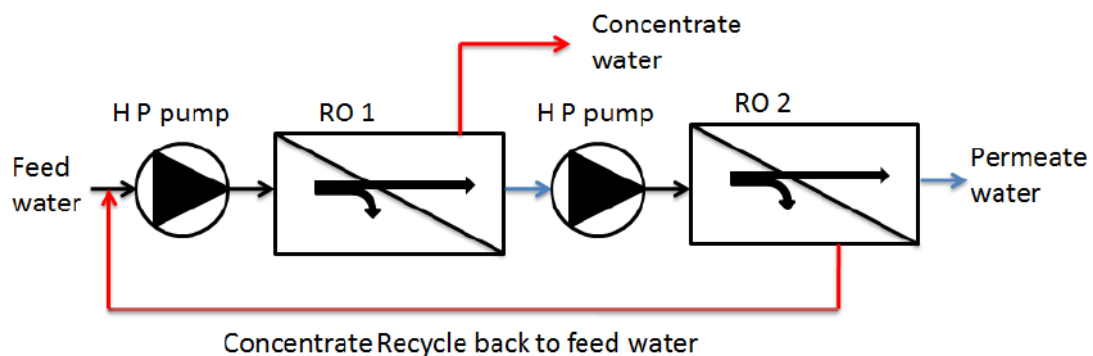 Concentrate
water
H P pump
RO 1
H P pump
RO 2
Feed
water
Permeate
water
Concentrate Recycle back to feed water